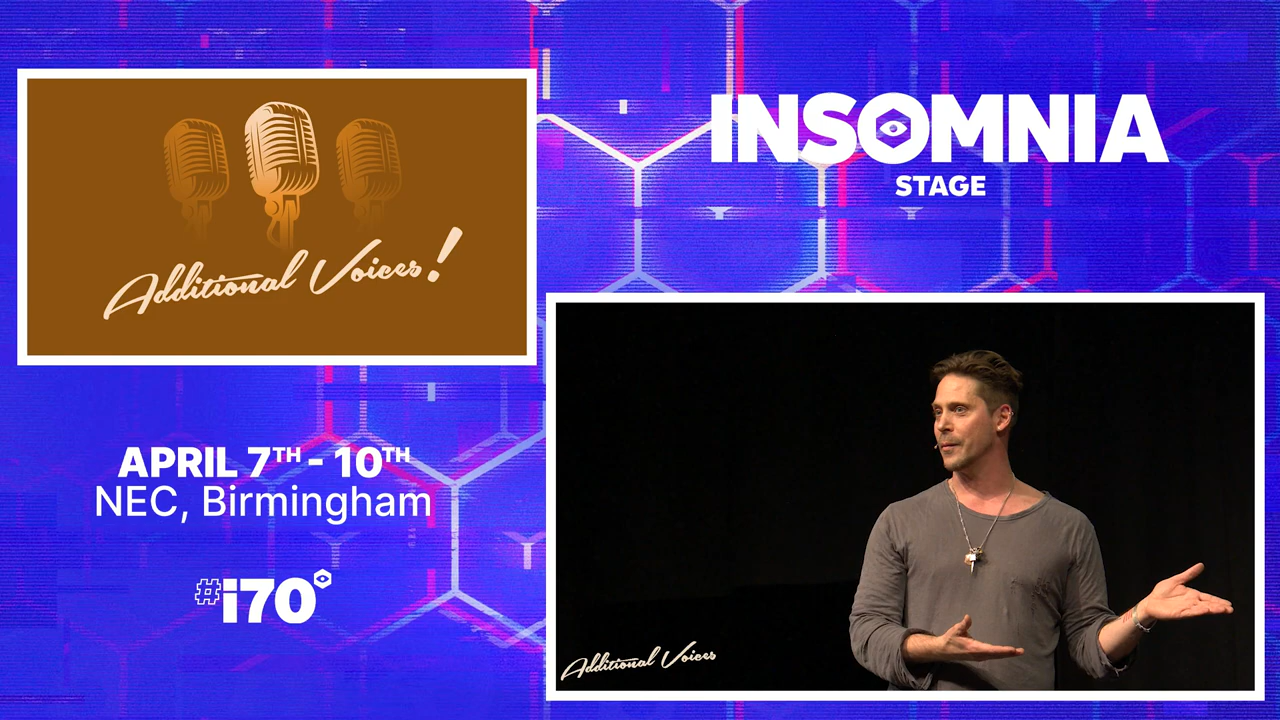 Additional Voices!
INSOMNIA
STAGE
APRIL 7TH - 10TH
NEC, Birmingham
#i70
Additional Voices